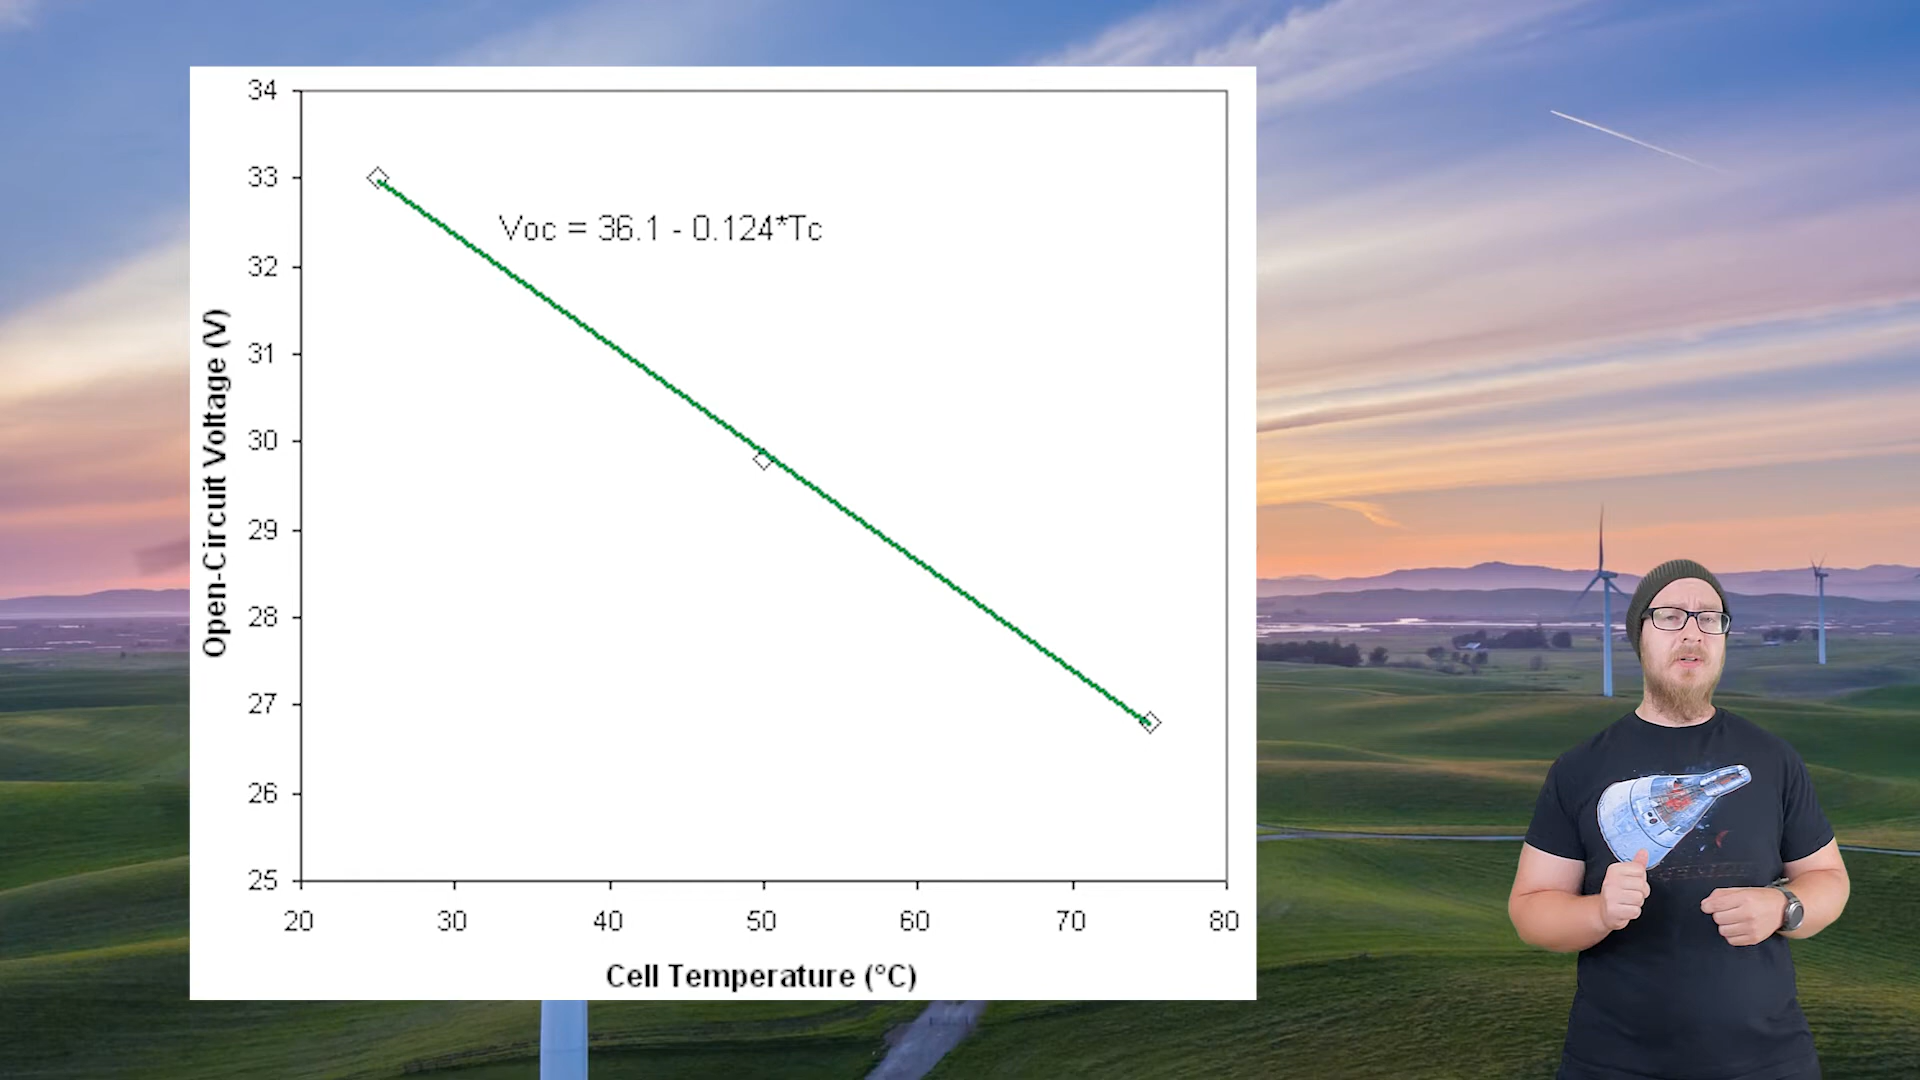 34
33
Voc = 36.1 - 0.124*Tc
32
31
30
29
28
27
26
25
Open-Circuit Voltage (V)
20 30 40 50 60 70 80
Cell Temperature (°C)